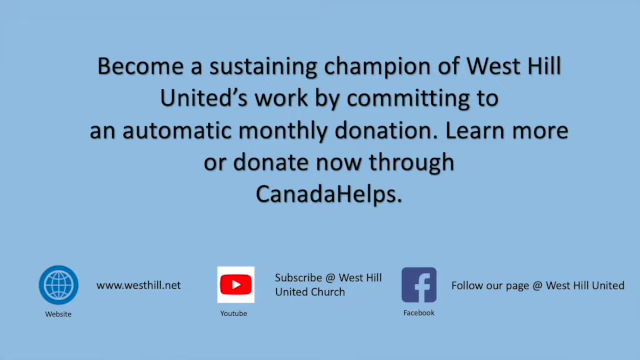 Become a sustaining champion of West Hill
United’s work by committing to
an automatic monthly donation. Learn more
or donate now through
CanadaHelps.
www.westhill.net
Website
Subscribe @ West Hill
United Church
Youtube
Follow our page @ West Hill United
Facebook